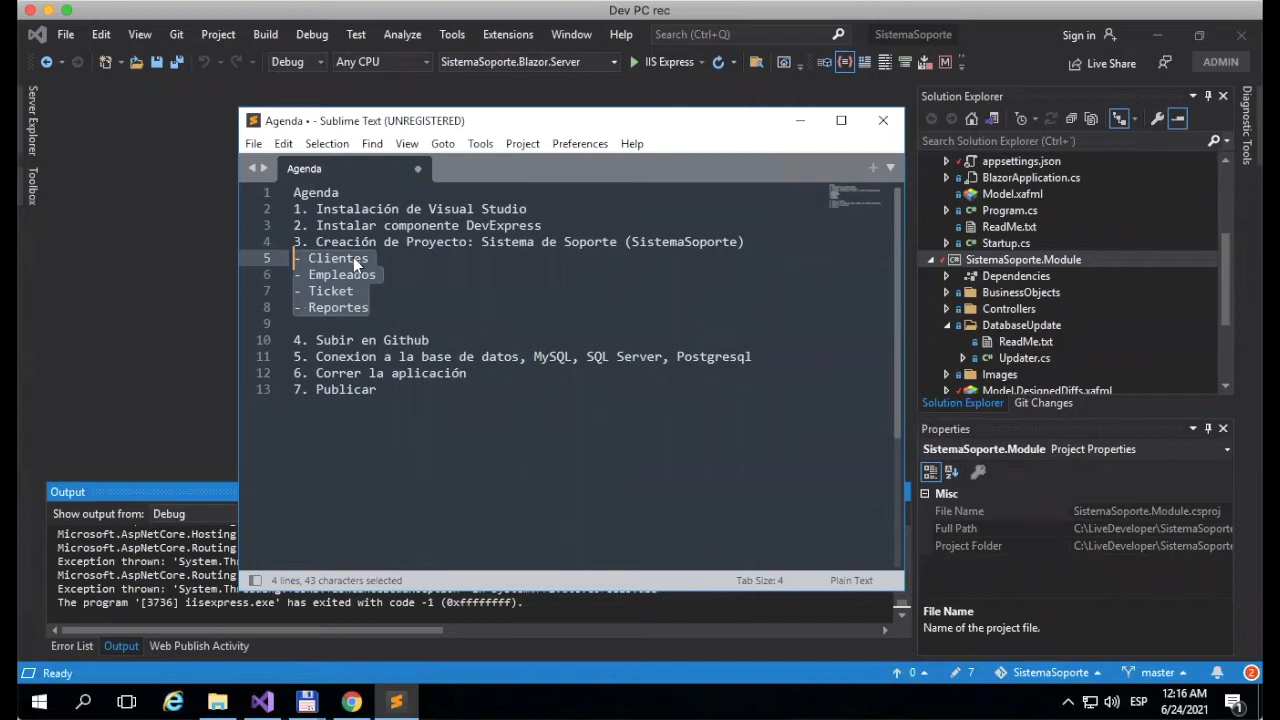 Dev PC rec
File Edit View Git Project Build Debug Test Analyze Tools Extensions Window Help Search (Ctrl+Q) SistemaSoporte Sign in
Debug Any CPU SistemaSoporte.Blazor.Server IIS Express Live Share ADMIN
Server Explorer
Toolbox
Agenda • - Sublime Text (UNREGISTERED)
File Edit Selection Find View Goto Tools Project Preferences Help
Agenda
1 Agenda
2 1. Instalación de Visual Studio
3 2. Instalar componente DevExpress
4 3. Creación de Proyecto: Sistema de Soporte (SistemaSoporte)
5 - Clientes
6 - Empleados
7 - Ticket
8 - Reportes
9
10 4. Subir en Github
11 5. Conexion a la base de datos, MySQL, SQL Server, Postgresql
12 6. Correr la aplicación
13 7. Publicar
4 lines, 43 characters selected Tab Size: 4 Plain Text
Solution Explorer
Search Solution Explorer
appsettings.json
BlazorApplication.cs
Model.xafml
Program.cs
ReadMe.txt
Startup.cs
SistemaSoporte.Module
Dependencies
BusinessObjects
Controllers
DatabaseUpdate
ReadMe.txt
Updater.cs
Images
Model.DesignedDiffs.xafml
Solution Explorer Git Changes
Diagnostic Tools
Properties
SistemaSoporte.Module Project Properties
Misc
File Name SistemaSoporte.Module.csproj
Full Path C:\LiveDeveloper\SistemaSoporte
Project Folder C:\LiveDeveloper\SistemaSoporte
File Name
Name of the project file.
Output
Show output from: Debug
Microsoft.AspNetCore.Hosting
Microsoft.AspNetCore.Routing
Exception thrown: 'System.Th
Microsoft.AspNetCore.Routing
Exception thrown: 'System.
The program '[3736] iisexpress.exe' has exited with code -1 (0xffffffff).
Error List Output Web Publish Activity
Ready 0 7 SistemaSoporte master 2
ESP 12:16 AM
6/24/2021 1